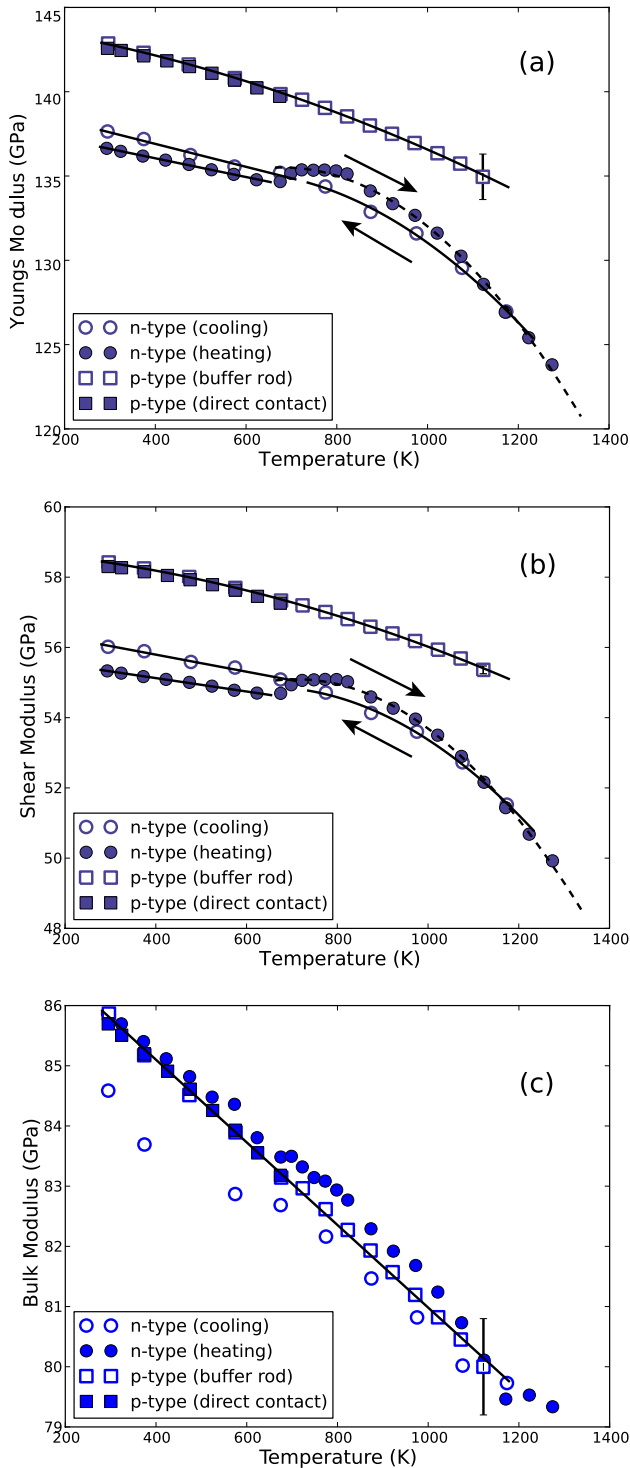 145
(a)
140
135
130
125
120
Youngs Mo dulus (GPa)
n-type (cooling)
n-type (heating)
p-type (buffer rod)
p-type (direct contact)
200 400 600 800 1000 1200 1400
Temperature (K)
60
(b)
58
56
54
52
50
48
Shear Modulus (GPa)
n-type (cooling)
n-type (heating)
p-type (buffer rod)
p-type (direct contact)
200 400 600 800 1000 1200 1400
Temperature (K)
86
(c)
85
84
83
82
81
80
79
Bulk Modulus (GPa)
n-type (cooling)
n-type (heating)
p-type (buffer rod)
p-type (direct contact)
200 400 600 800 1000 1200 1400
Temperature (K)